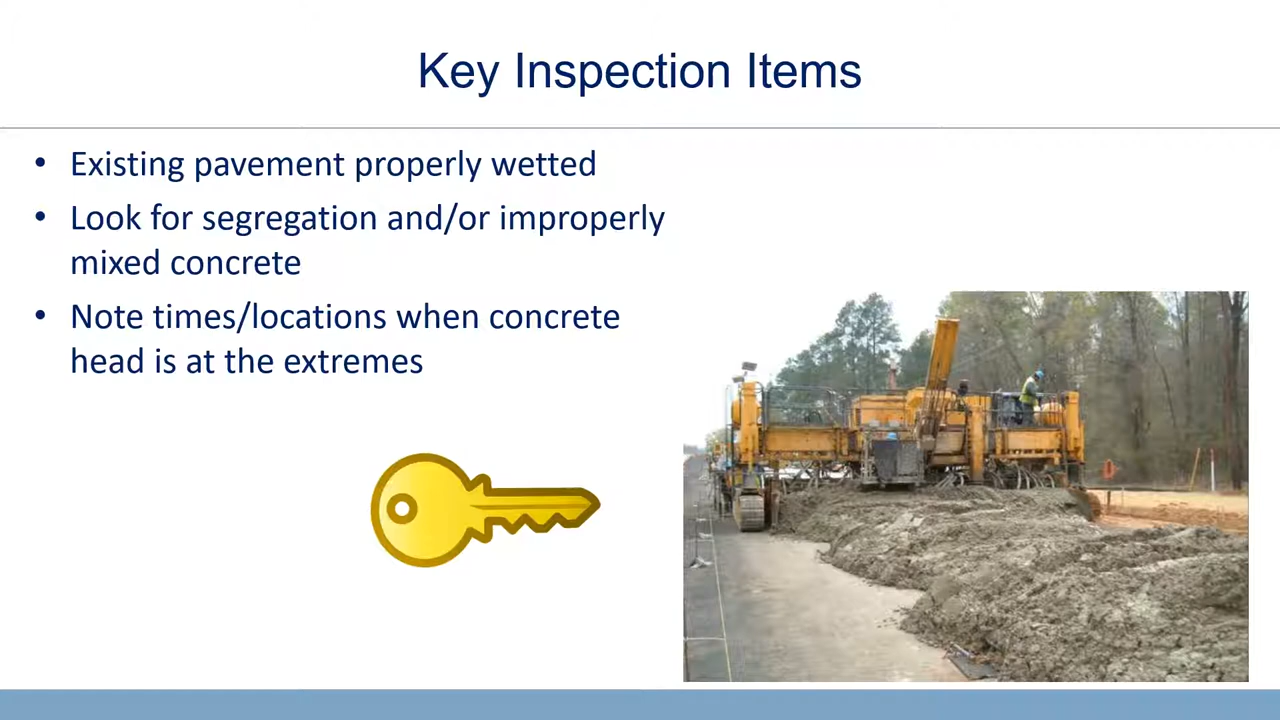 Key Inspection Items
• Existing pavement properly wetted
• Look for segregation and/or improperly
mixed concrete
• Note times/locations when concrete
head is at the extremes